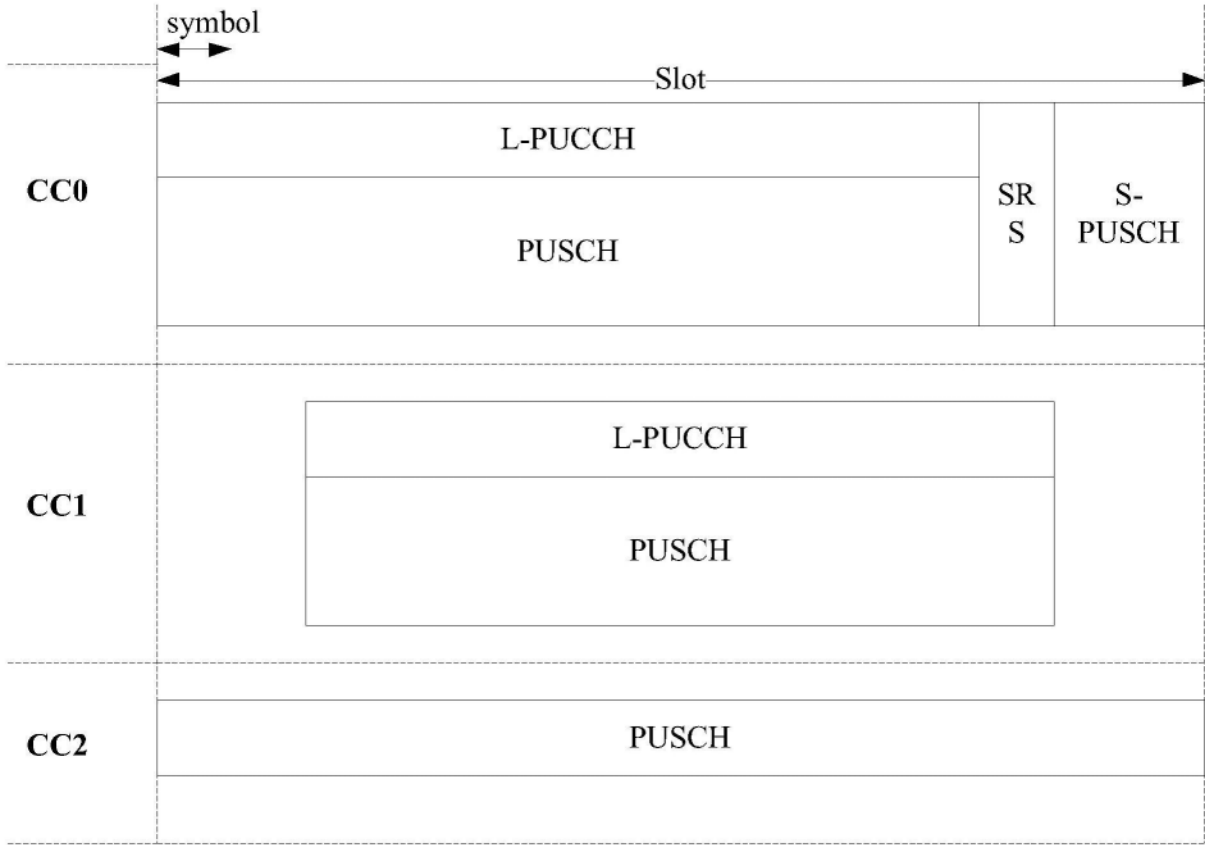 symbol
Slot
CC0
L-PUCCH
PUSCH
SR
S
S-
PUSCH
CC1
L-PUCCH
PUSCH
CC2
PUSCH